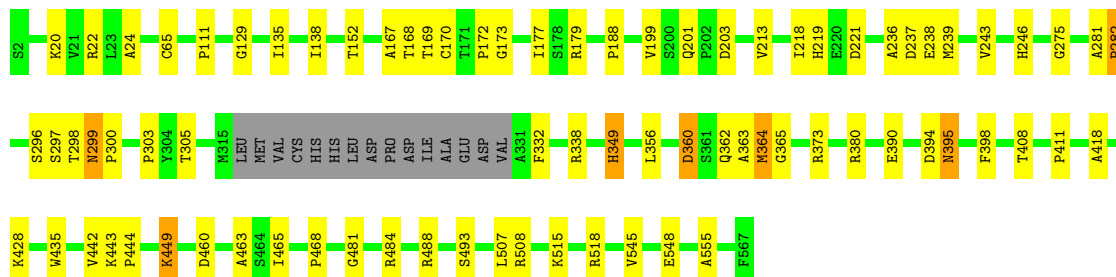 S2 K20 V21 R22 L23 A24 C65 P111 G129 I135 I138 T152 A167 T168 T169 C170 T171 P172 G173 I177 S178 R179 P188 V199 S200 Q201 P202 D203 V213 I218 H219 E220 D221 A236 D237 E238 M239 V243 H246 G275 A281
S296 S297 T298 N299 P300 P303 Y304 T305 M315 LEU MET VAL CYS HIS HIS LEU ASP PRO ASP ILE ALA GLU ASP VAL A331 F332 R338 H349 L356 D360 S361 Q362 A363 M364 G365 R373 R380 E390 D394 N395 F398 T408 P411 A418
K428 W435 V442 K443 P444 K449 D460 A463 S464 I465 P468 G481 R484 R488 S493 L507 R508 K515 R518 V545 E548 A555 F567